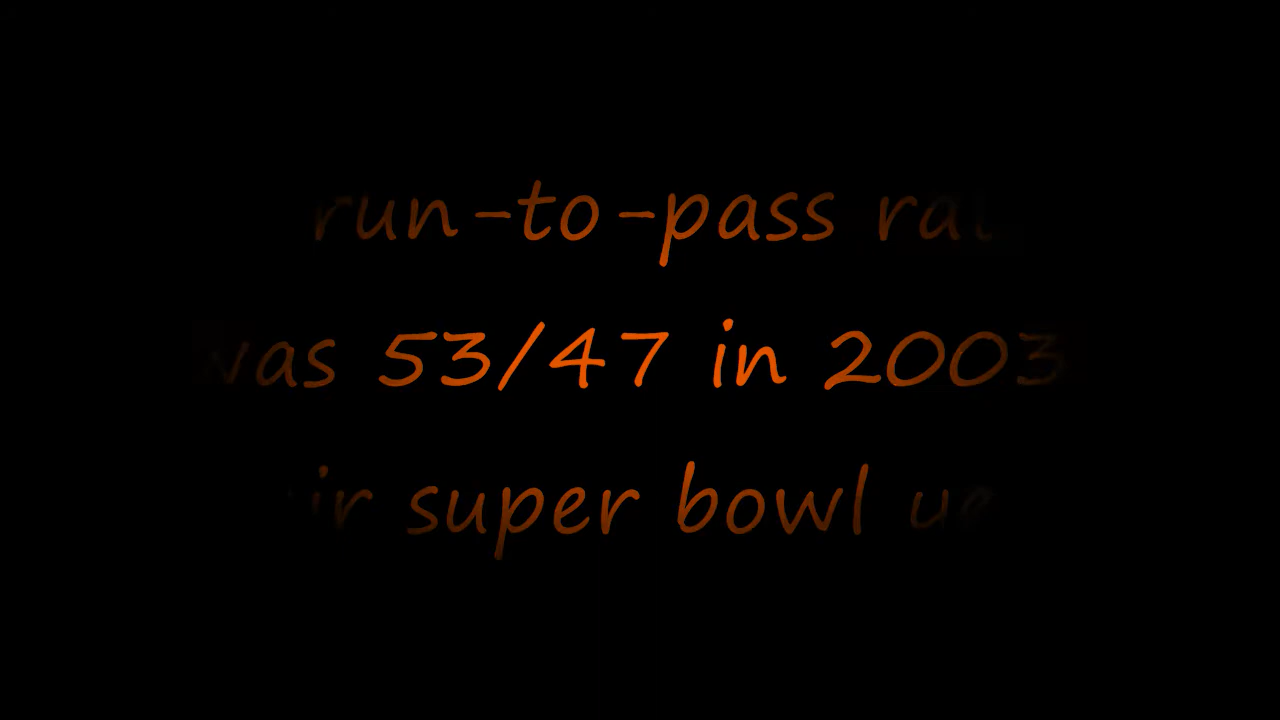 run-to-pass
was 53/47 in 2003
super bowl